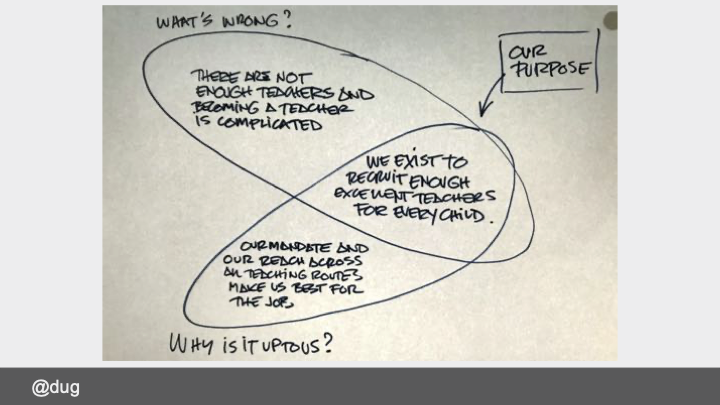 WHAT'S WRONG?
THERE ARE NOT
ENOUGH TEACHERS AND
BECOMING A TEACHER
IS COMPLICATED
OUR
PURPOSE
WE EXIST TO
RECRUIT ENOUGH
EXCELLENT TEACHERS
FOR EVERY CHILD.
OUR MANDATE AND
OUR REACH ACROSS
ALL TEACHING ROUTES
MAKE US BEST FOR
THE JOB
WHY IS IT UP TO US?
@dug